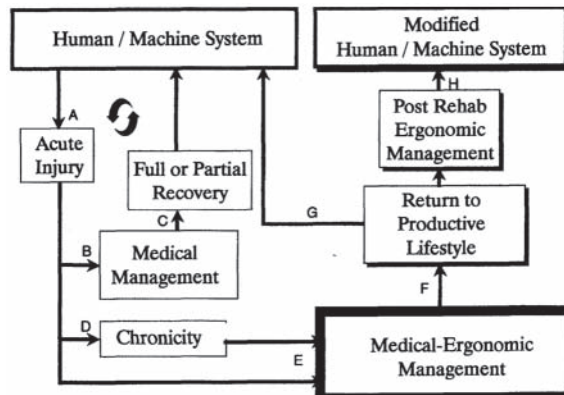 Human / Machine System
Modified
Human / Machine System
A
H
Acute
Injury
Post Rehab
Ergonomic
Management
Full or Partial
Recovery
C
G
Return to
Productive
Lifestyle
B
Medical
Management
F
D
Chronicity
E
Medical-Ergonomic
Management